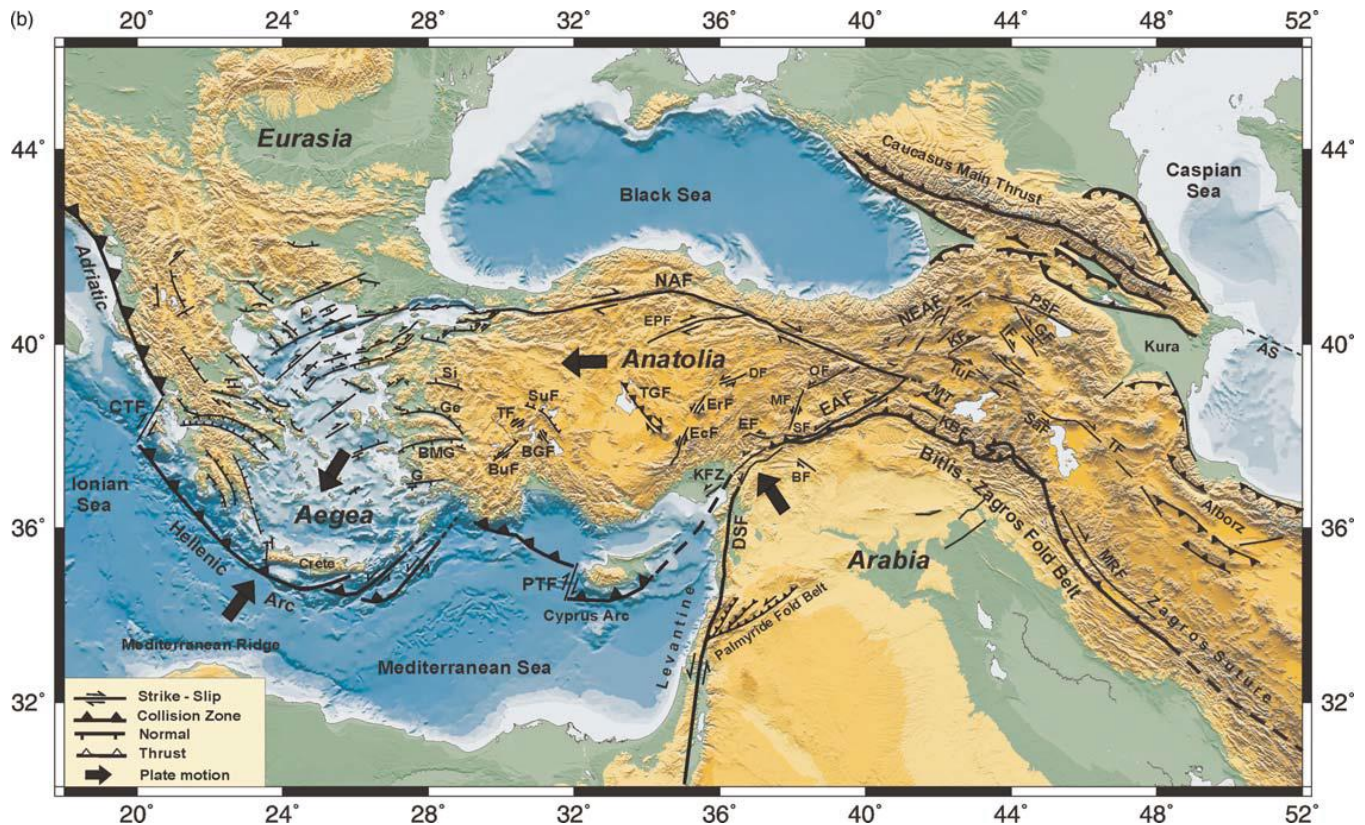 (b)
20° 24° 28° 32° 36° 40° 44° 48° 52°
44° 44°
40° 40°
36° 36°
32° 32°
Eurasia
Black Sea
Caucasus Main Thrust
Caspian
Sea
Adriatic
NAF
EPF
NEAF
PSF
KF
GF
Kura
AS
Anatolia
Si
DF
OF
TuF
CTF
Ge
SuF
TF
TGF
ErF
MF
EAF
MT
BMG
BGF
EcF
EF
SF
KBF
SaF
TF
BuF
G
KFZ
BF
Bitlis - Zagros Fold Belt
Alborz
Ionian Sea
Aegea
DSF
Arabia
MRF
Hellenic
Arc
Crete
PTF
Cyprus Arc
Levantine
Palmyride Fold Belt
Zagros Suture
Mediterranean Ridge
Mediterranean Sea
Strike - Slip
Collision Zone
Normal
Thrust
Plate motion
20° 24° 28° 32° 36° 40° 44° 48° 52°